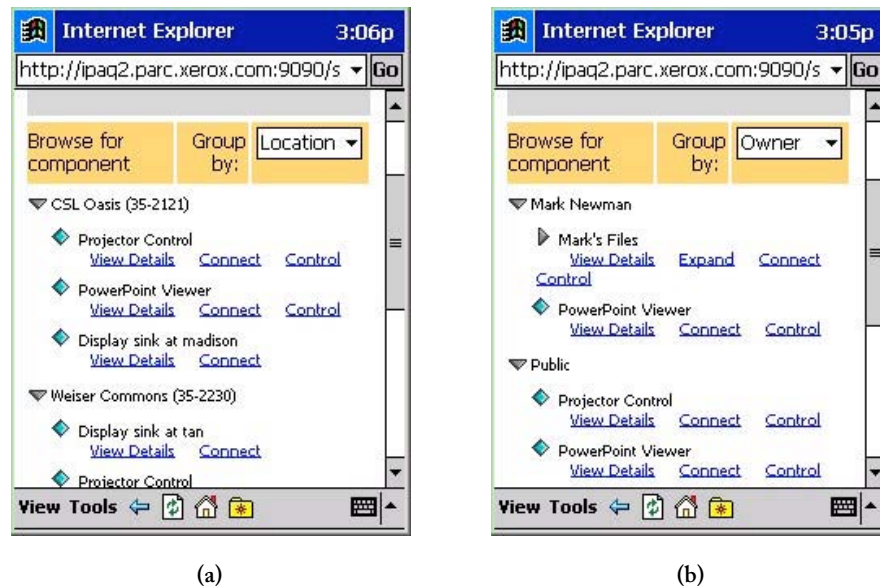 Internet Explorer 3:06p
http://ipaq2.parc.xerox.com:9090/s Go
Browse for component Group by: Location
CSL Oasis (35-2121)
Projector Control
View Details Connect Control
PowerPoint Viewer
View Details Connect Control
Display sink at madison
View Details Connect
Weiser Commons (35-2230)
Display sink at tan
View Details Connect
Projector Control
View Tools
(a)
Internet Explorer 3:05p
http://ipaq2.parc.xerox.com:9090/s Go
Browse for component Group by: Owner
Mark Newman
Mark's Files
View Details Expand Connect
Control
PowerPoint Viewer
View Details Connect Control
Public
Projector Control
View Details Connect Control
PowerPoint Viewer
View Details Connect Control
View Tools
(b)